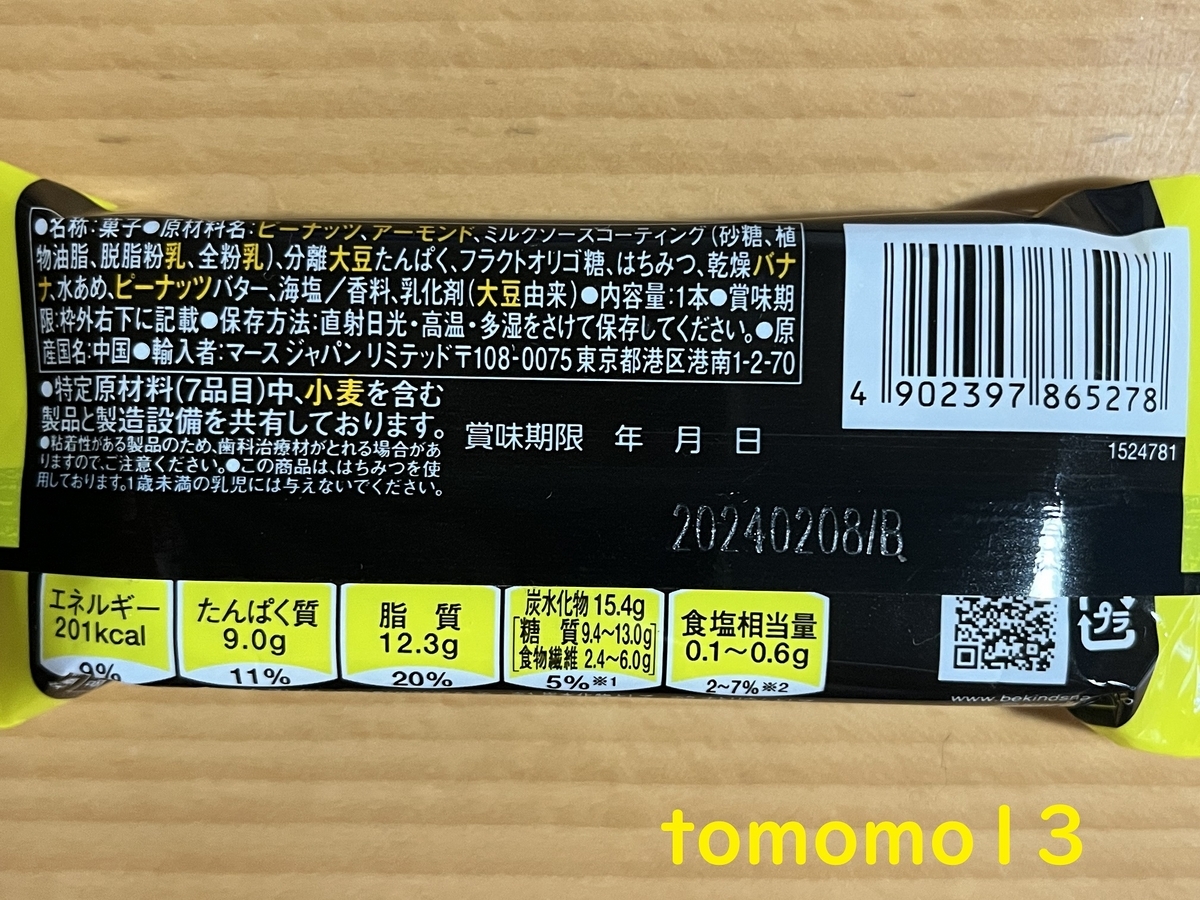 ●名称:菓子●原材料名:ピーナッツ、アーモンド、ミルクソースコーティング(砂糖、植
物油脂、脱脂粉乳、全粉乳)、分離大豆たんぱく、フラクトオリゴ糖、はちみつ、乾燥バナ
ナ、水あめ、ピーナッツバター、海塩/香料、乳化剤(大豆由来)●内容量:1本●賞味期
限:枠外右下に記載●保存方法:直射日光・高温・多湿をさけて保存してください。●原
産国名:中国●輸入者:マース ジャパン リミテッド〒108-0075 東京都港区港南1-2-70
●特定原材料(7品目)中、小麦を含む
製品と製造設備を共有しております。
●粘着性がある製品のため、歯科治療材がとれる場合があ
りますので、ご注意ください。●この商品は、はちみつを使
用しております。1歳未満の乳児には与えないでください。
賞味期限 年 月 日
20240208/B
4 902397 865278
1524781
エネルギー
201kcal
9%
たんぱく質
9.0g
11%
脂 質
12.3g
20%
炭水化物 15.4g
[糖 質 9.4~13.0g]
[食物繊維 2.4~6.0g]
5%※1
食塩相当量
0.1~0.6g
2~7%※2
プラ
tomomo13